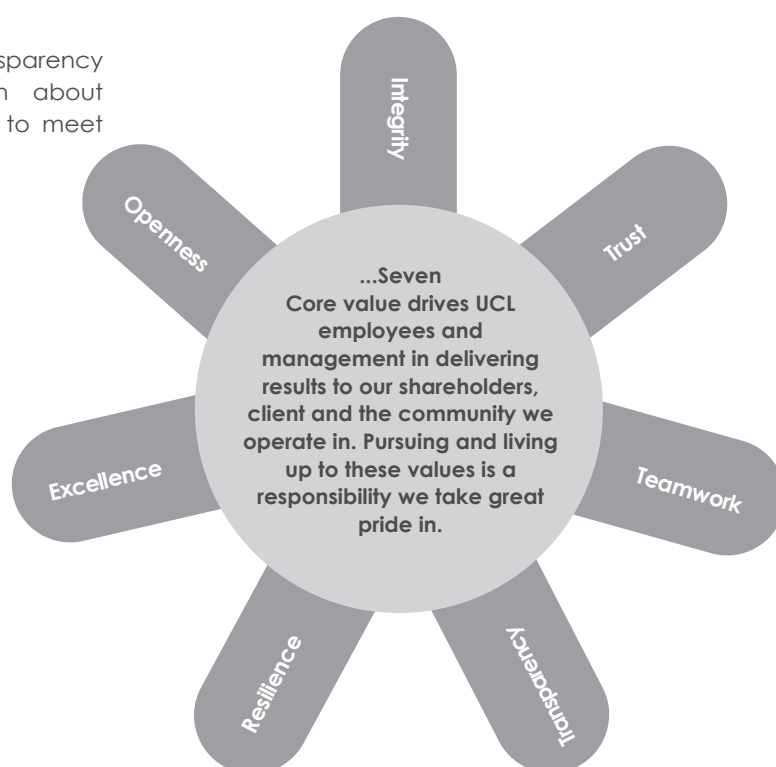 sparency
about
to meet
Integrity
Trust
Teamwork
Transparency
Resilience
Excellence
Openness
...Seven
Core value drives UCL
employees and
management in delivering
results to our shareholders,
client and the community we
operate in. Pursuing and living
up to these values is a
responsibility we take great
pride in.